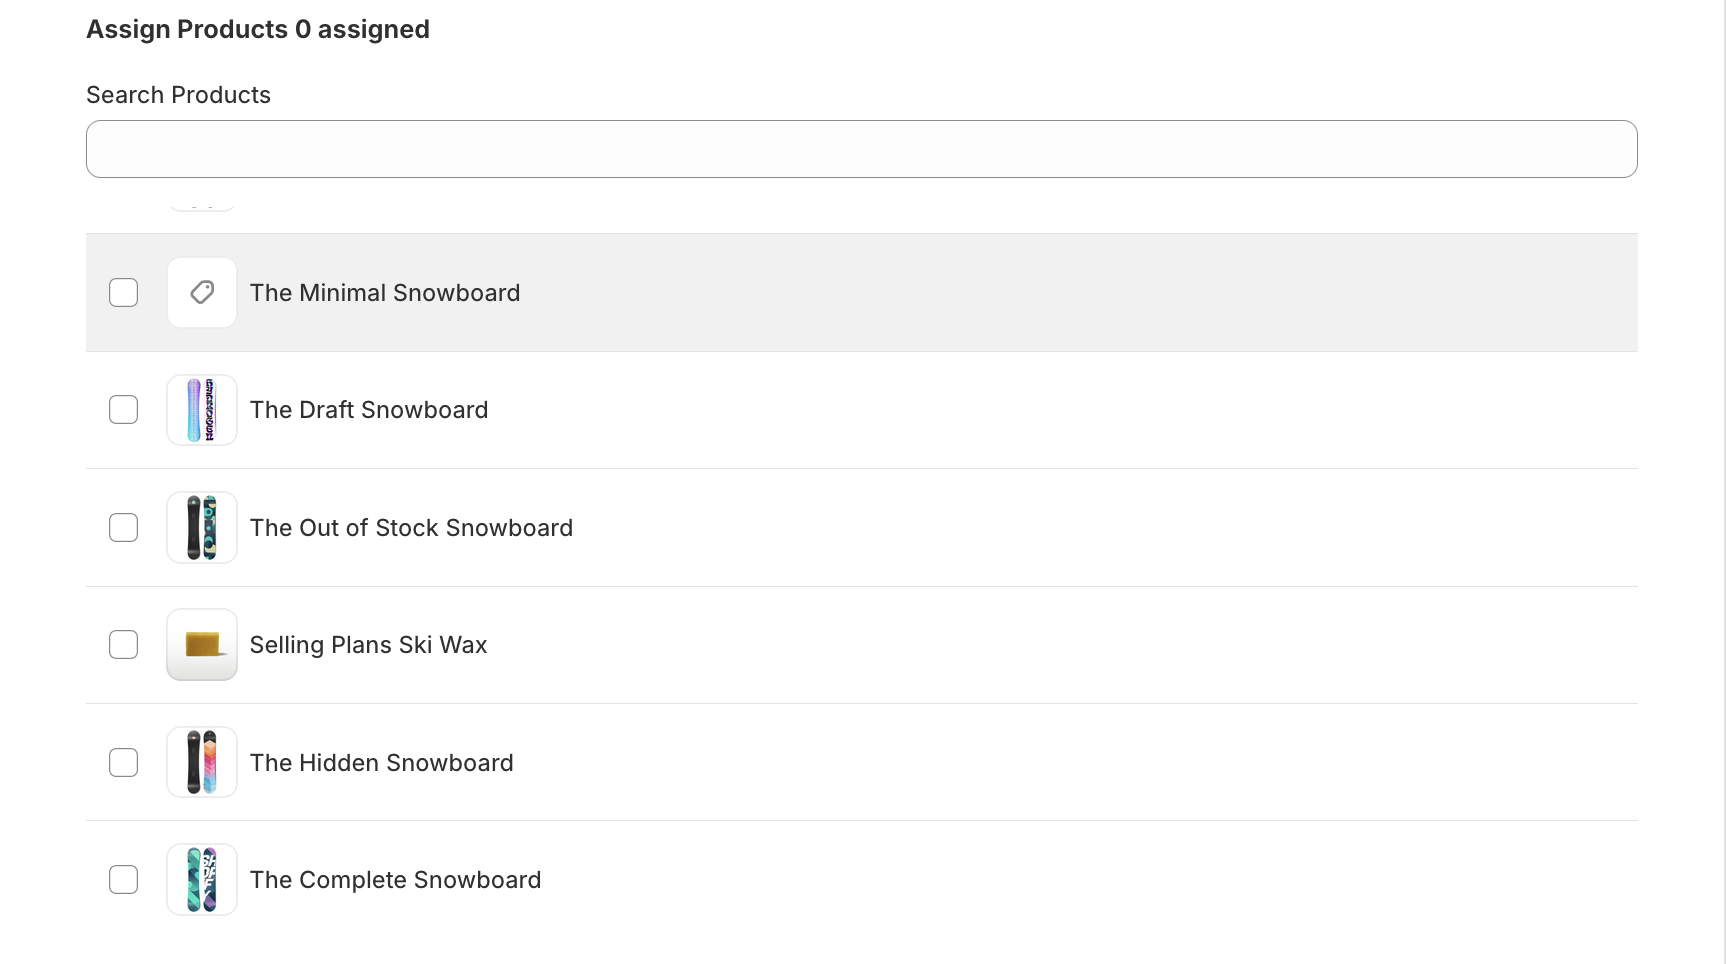 Assign Products 0 assigned
Search Products
The Minimal Snowboard
The Draft Snowboard
The Out of Stock Snowboard
Selling Plans Ski Wax
The Hidden Snowboard
The Complete Snowboard